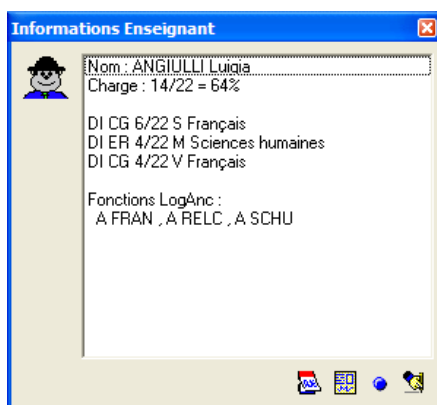 Informations Enseignant
Nom : ANGIULLI Luigia
Charge : 14/22 = 64%
DI CG 6/22 S Français
DI ER 4/22 M Sciences humaines
DI CG 4/22 V Français
Fonctions LogAnc :
A FRAN , A RELC , A SCHU